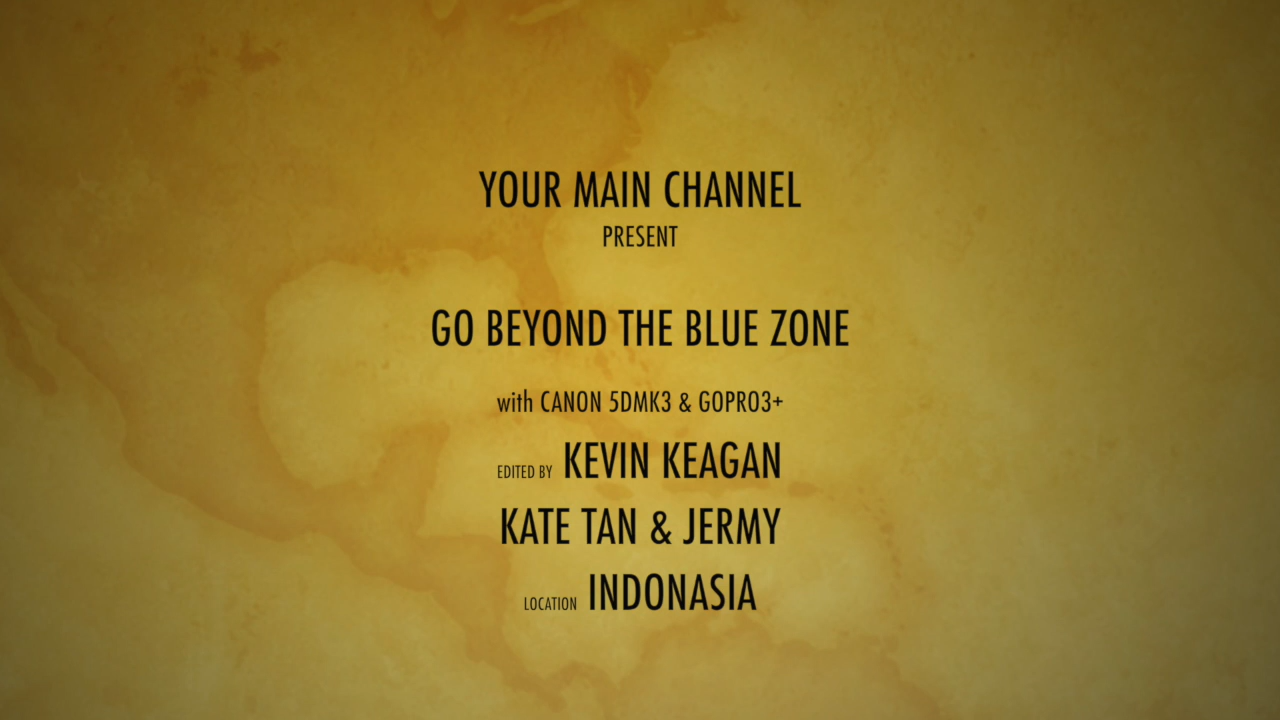 YOUR MAIN CHANNEL
PRESENT
GO BEYOND THE BLUE ZONE
with CANON 5DMK3 & GOPRO3+
EDITED BY KEVIN KEAGAN
KATE TAN & JERMY
LOCATION INDONASIA